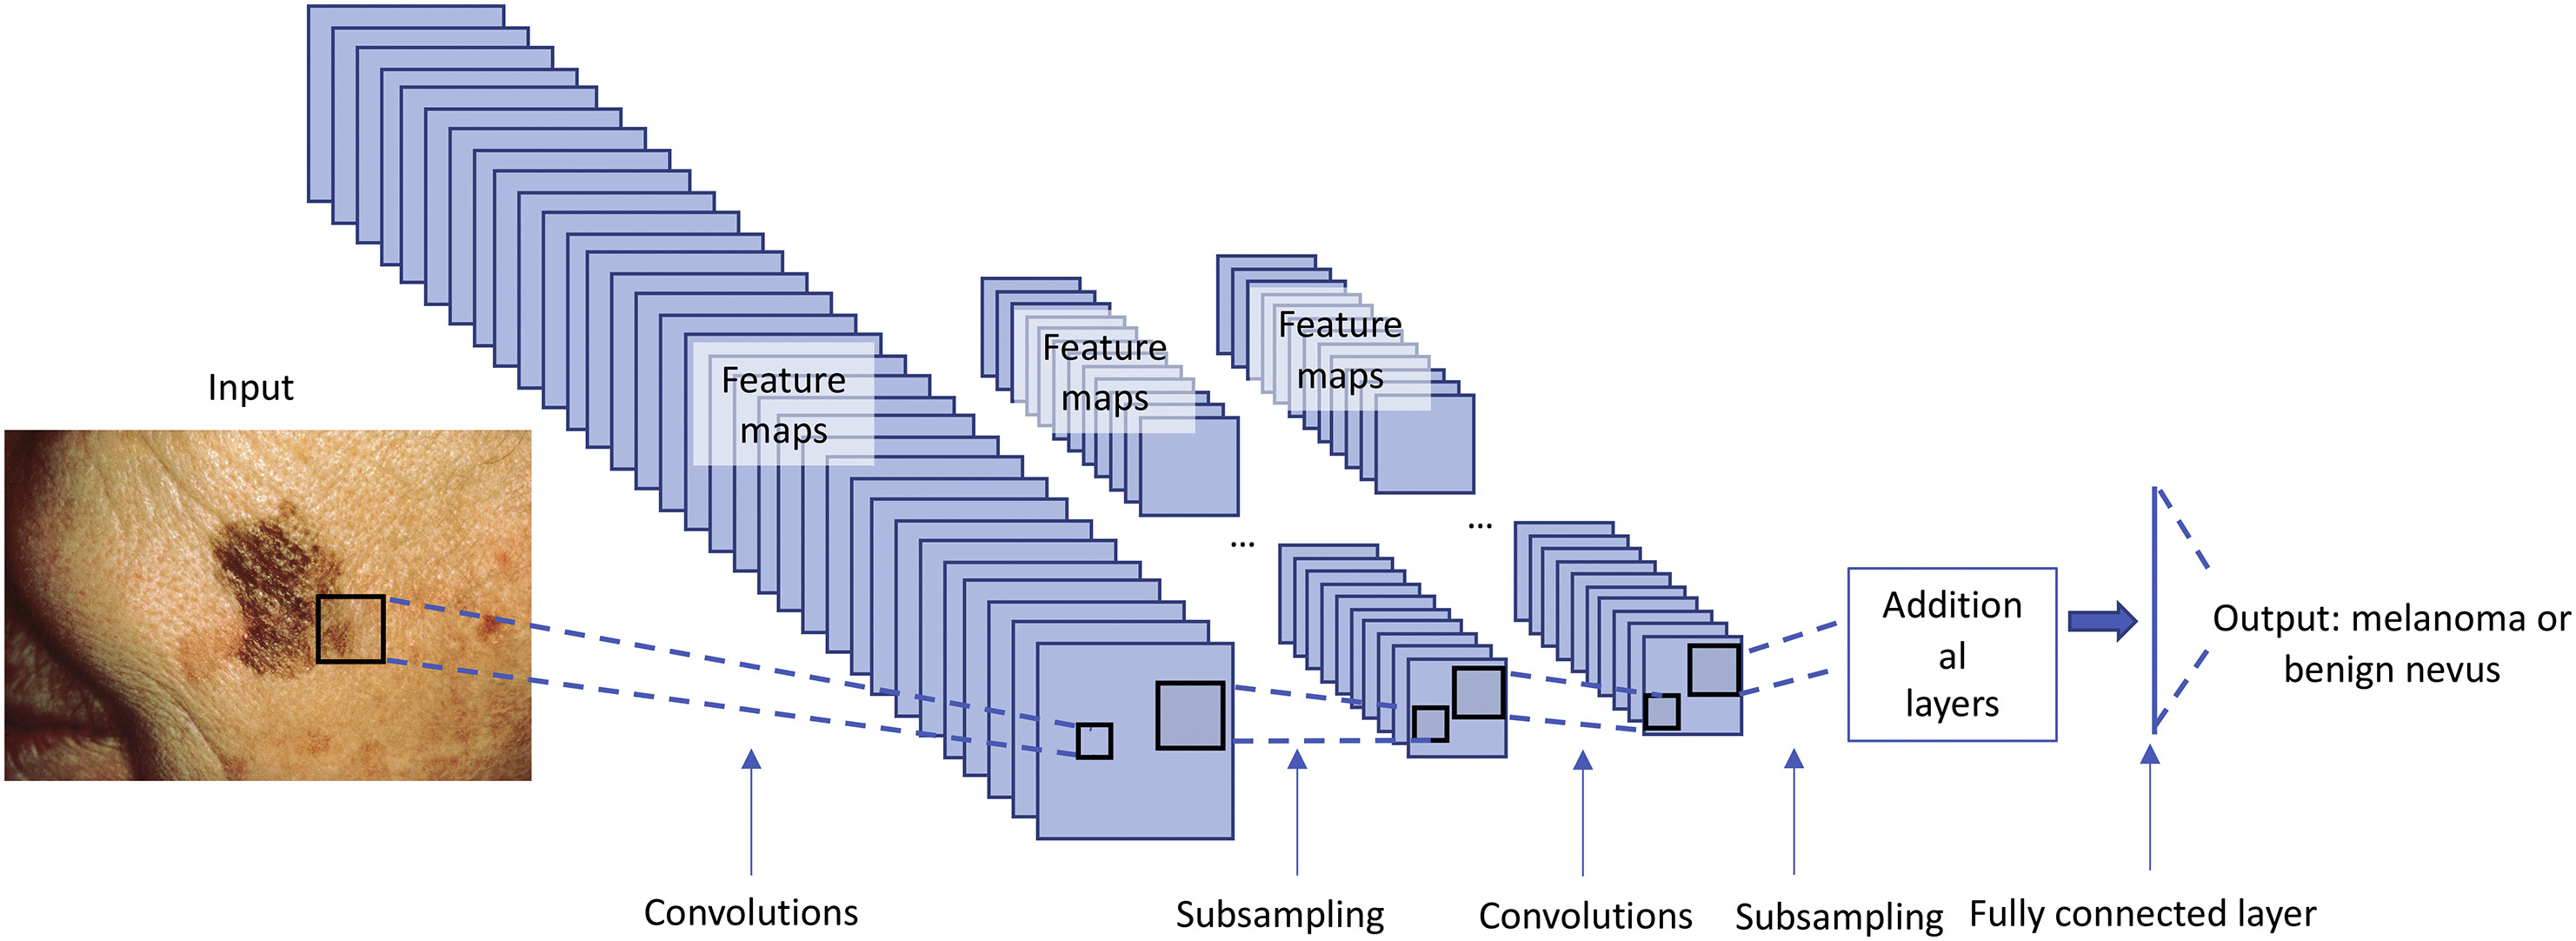 Input
Feature
maps
Feature
maps
Feature
maps
...
...
Addition
al
layers
Output: melanoma or
benign nevus
Convolutions
Subsampling
Convolutions
Subsampling
Fully connected layer